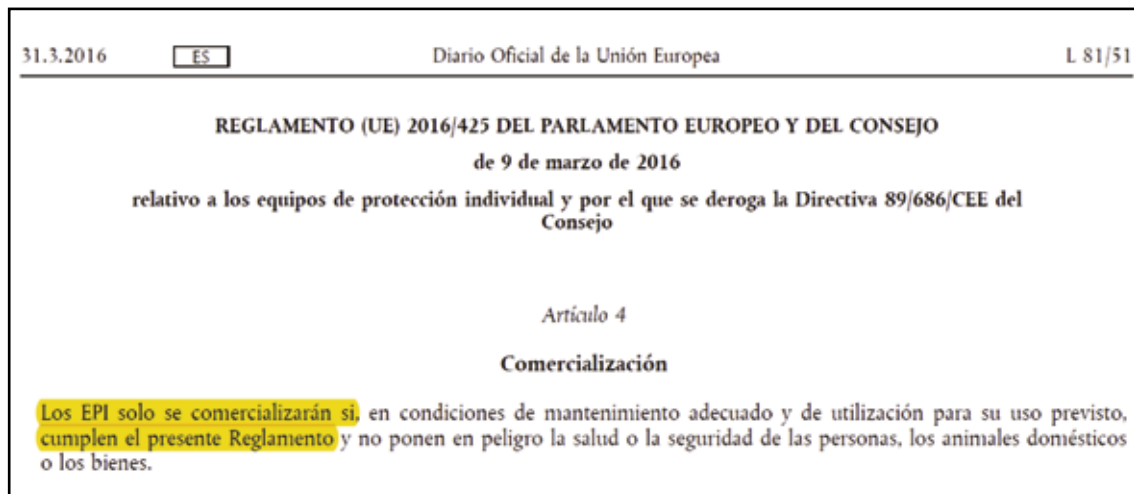 31.3.2016 ES Diario Oficial de la Unión Europea L 81/51
REGLAMENTO (UE) 2016/425 DEL PARLAMENTO EUROPEO Y DEL CONSEJO
de 9 de marzo de 2016
relativo a los equipos de protección individual y por el que se deroga la Directiva 89/686/CEE del
Consejo
Artículo 4
Comercialización
Los EPI solo se comercializarán si, en condiciones de mantenimiento adecuado y de utilización para su uso previsto,
cumplen el presente Reglamento y no ponen en peligro la salud o la seguridad de las personas, los animales domésticos
o los bienes.